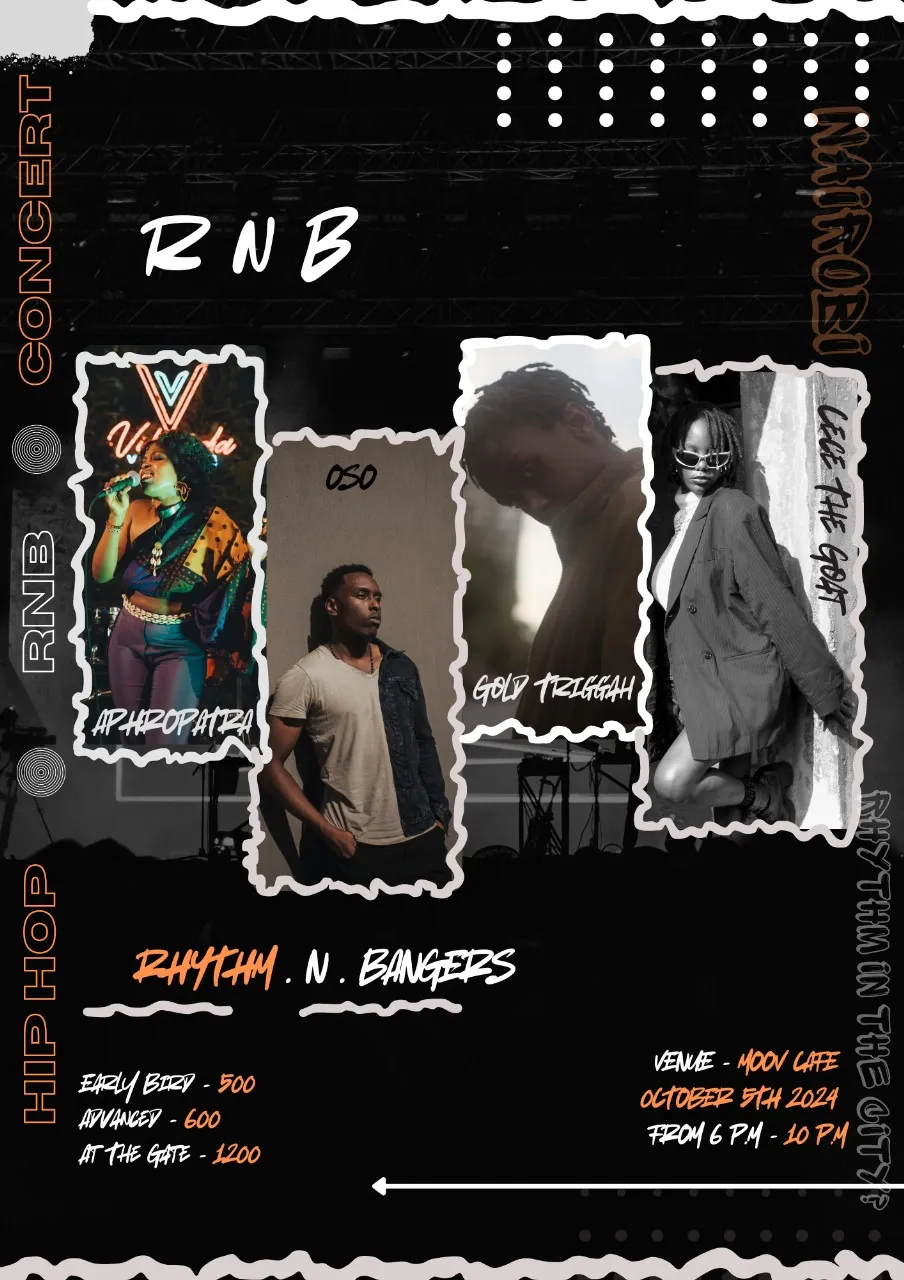 CONCERT
RNB
HIP HOP
NAIROBI
R N B
APHROPATRA
OSO
GOLD TRIGGAH
CECE THE GOAT
RHYTHM . N . BANGERS
EARLY BIRD - 500
ADVANCED - 600
AT THE GATE - 1200
VENUE - MOOV CAFE
OCTOBER 5TH 2024
FROM 6 P.M - 10 P.M
RHYTHM IN THE CITY?